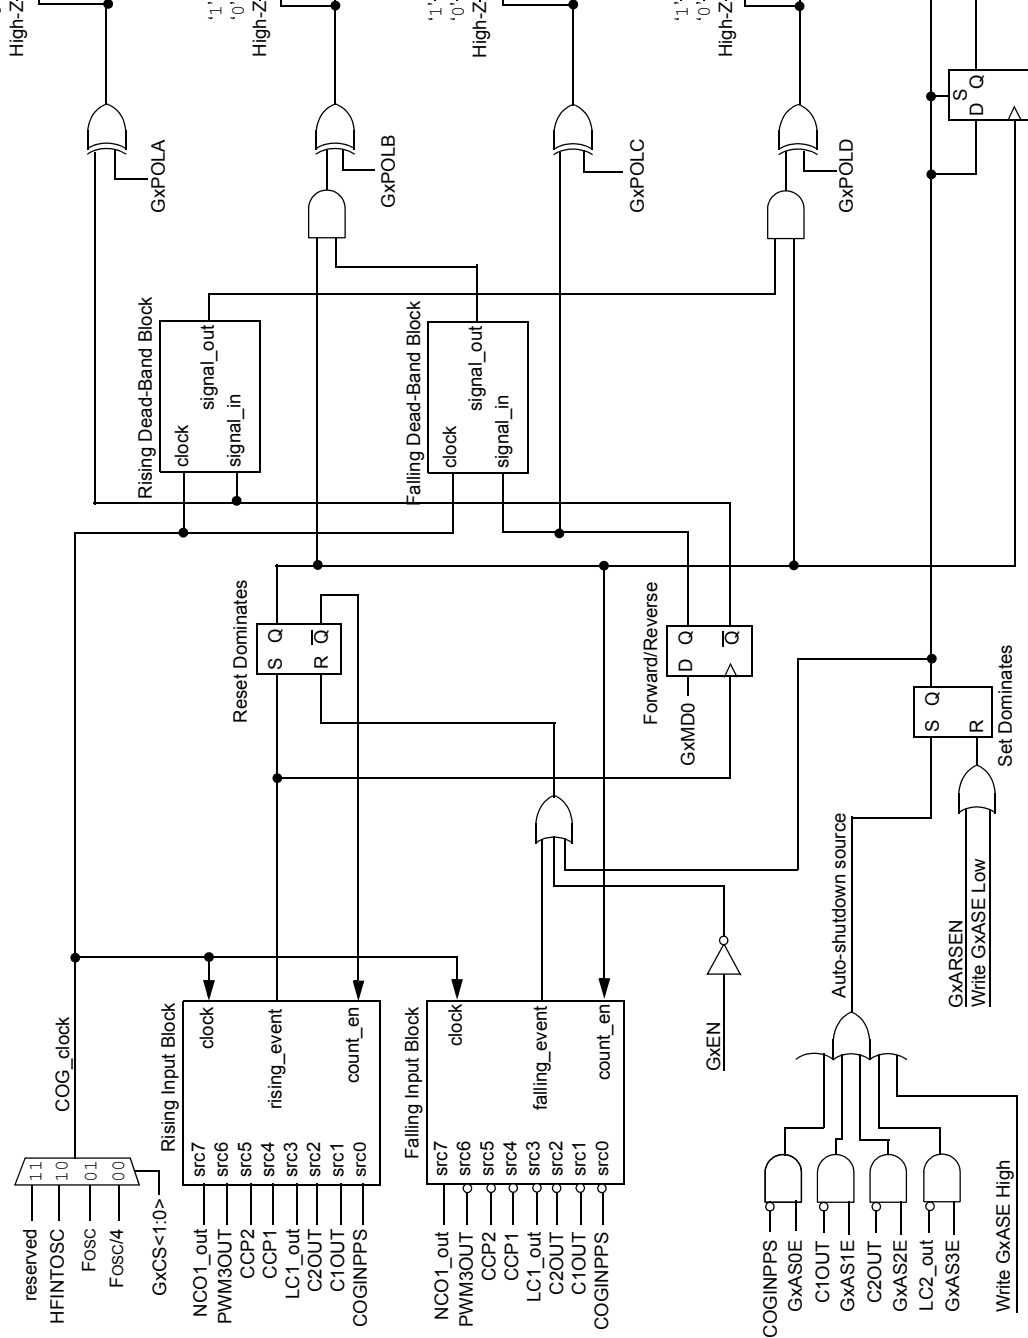 High-Z
'1'
'0'
High-Z
'1'
'0'
High-Z
'1'
'0'
High-Z
GxPOLA
GxPOLB
GxPOLC
GxPOLD
S
D
Q
Rising Dead-Band Block
clock
signal_out
signal_in
Falling Dead-Band Block
clock
signal_out
signal_in
Reset Dominates
S
Q
R
Q
Forward/Reverse
GxMD0
D
Q
Q
S
Q
R
Set Dominates
COG_clock
reserved
HFINTOSC
FOSC
FOSC/4
11
10
01
00
GxCS<1:0>
Rising Input Block
clock
rising_event
count_en
src7
src6
src5
src4
src3
src2
src1
src0
NCO1_out
PWM3OUT
CCP2
CCP1
LC1_out
C2OUT
C1OUT
COGINPPS
Falling Input Block
clock
falling_event
count_en
src7
src6
src5
src4
src3
src2
src1
src0
NCO1_out
PWM3OUT
CCP2
CCP1
LC1_out
C2OUT
C1OUT
COGINPPS
GxEN
Auto-shutdown source
GxARSEN
Write GxASE Low
COGINPPS
GxAS0E
C1OUT
GxAS1E
C2OUT
GxAS2E
LC2_out
GxAS3E
Write GxASE High